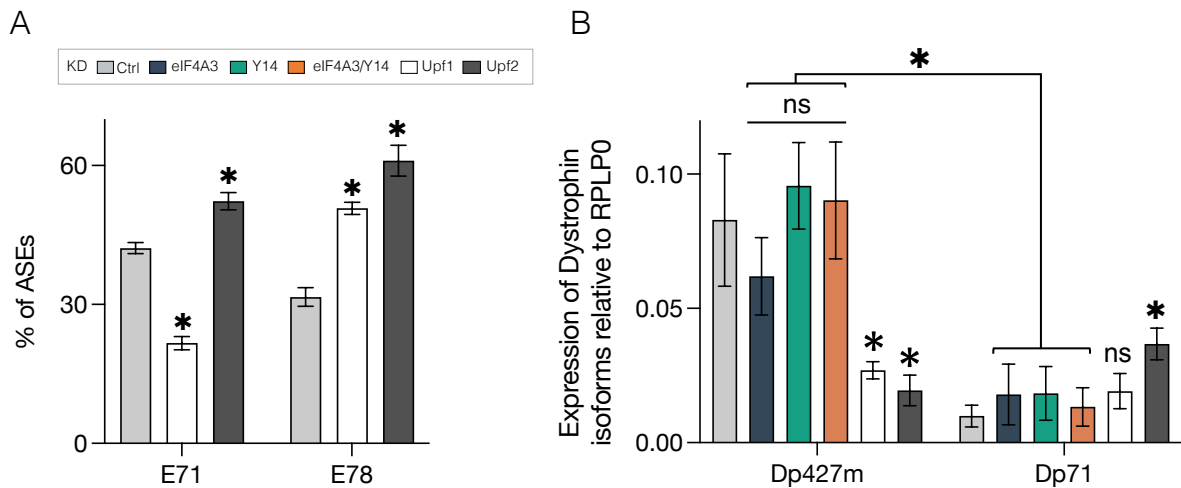 A
KD Ctrl eIF4A3 Y14 eIF4A3/Y14 Upf1 Upf2
% of ASEs
60
30
0
*
*
*
*
E71 E78
B
Expression of Dystrophin
isoforms relative to RPLP0
0.10
0.05
0.00
*
ns
*
*
ns
*
Dp427m Dp71